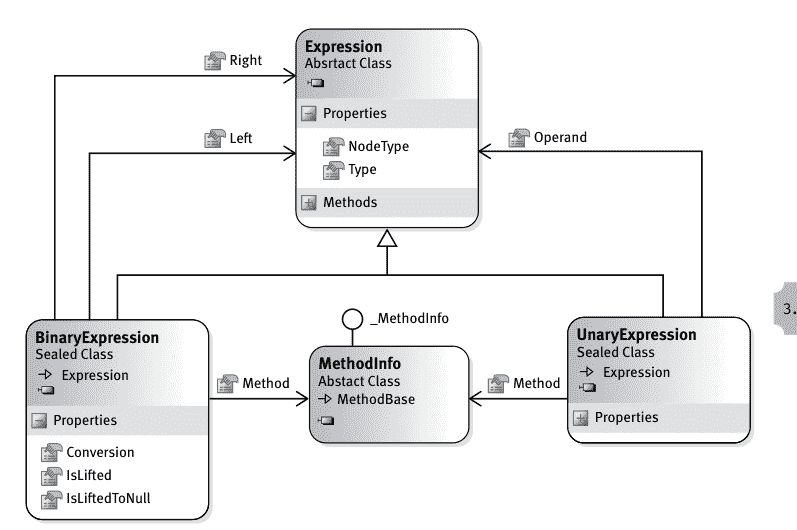 Right
Expression
Absrtact Class
Properties
Left
NodeType
Type
Operand
Methods
3.
_MethodInfo
BinaryExpression
Sealed Class
Expression
Method
MethodInfo
Abstact Class
MethodBase
Method
UnaryExpression
Sealed Class
Expression
Properties
Properties
Conversion
IsLifted
IsLiftedToNull